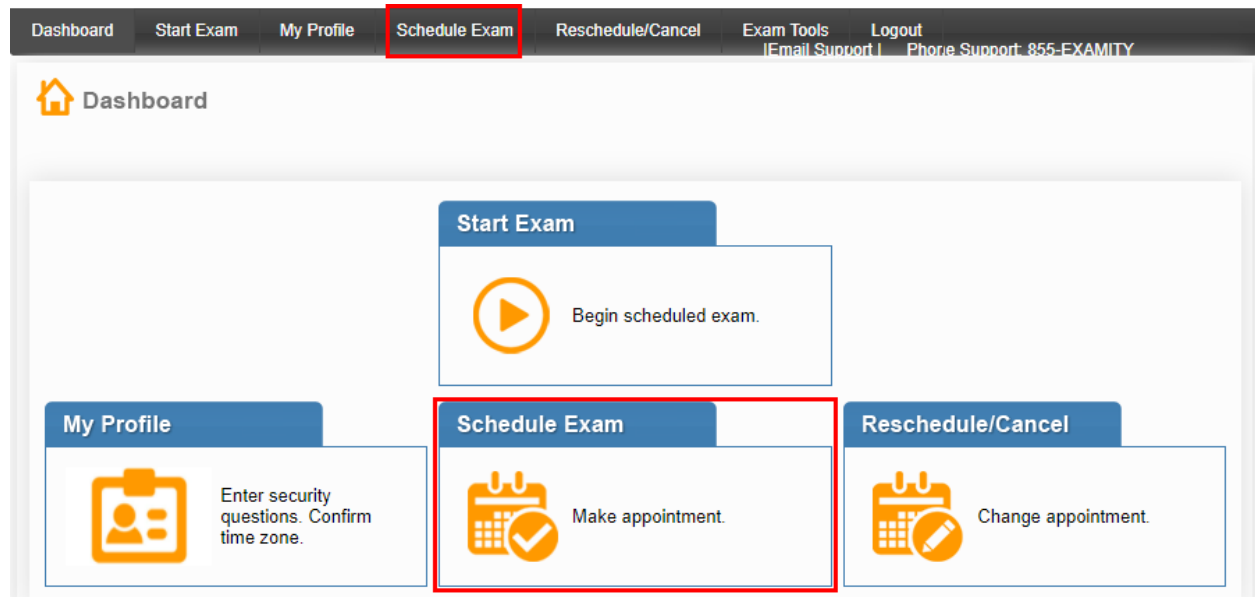 Dashboard Start Exam My Profile Schedule Exam Reschedule/Cancel Exam Tools Logout
|Email Support | Phone Support: 855-EXAMITY
Dashboard
Start Exam
Begin scheduled exam.
My Profile
Enter security
questions. Confirm
time zone.
Schedule Exam
Make appointment.
Reschedule/Cancel
Change appointment.